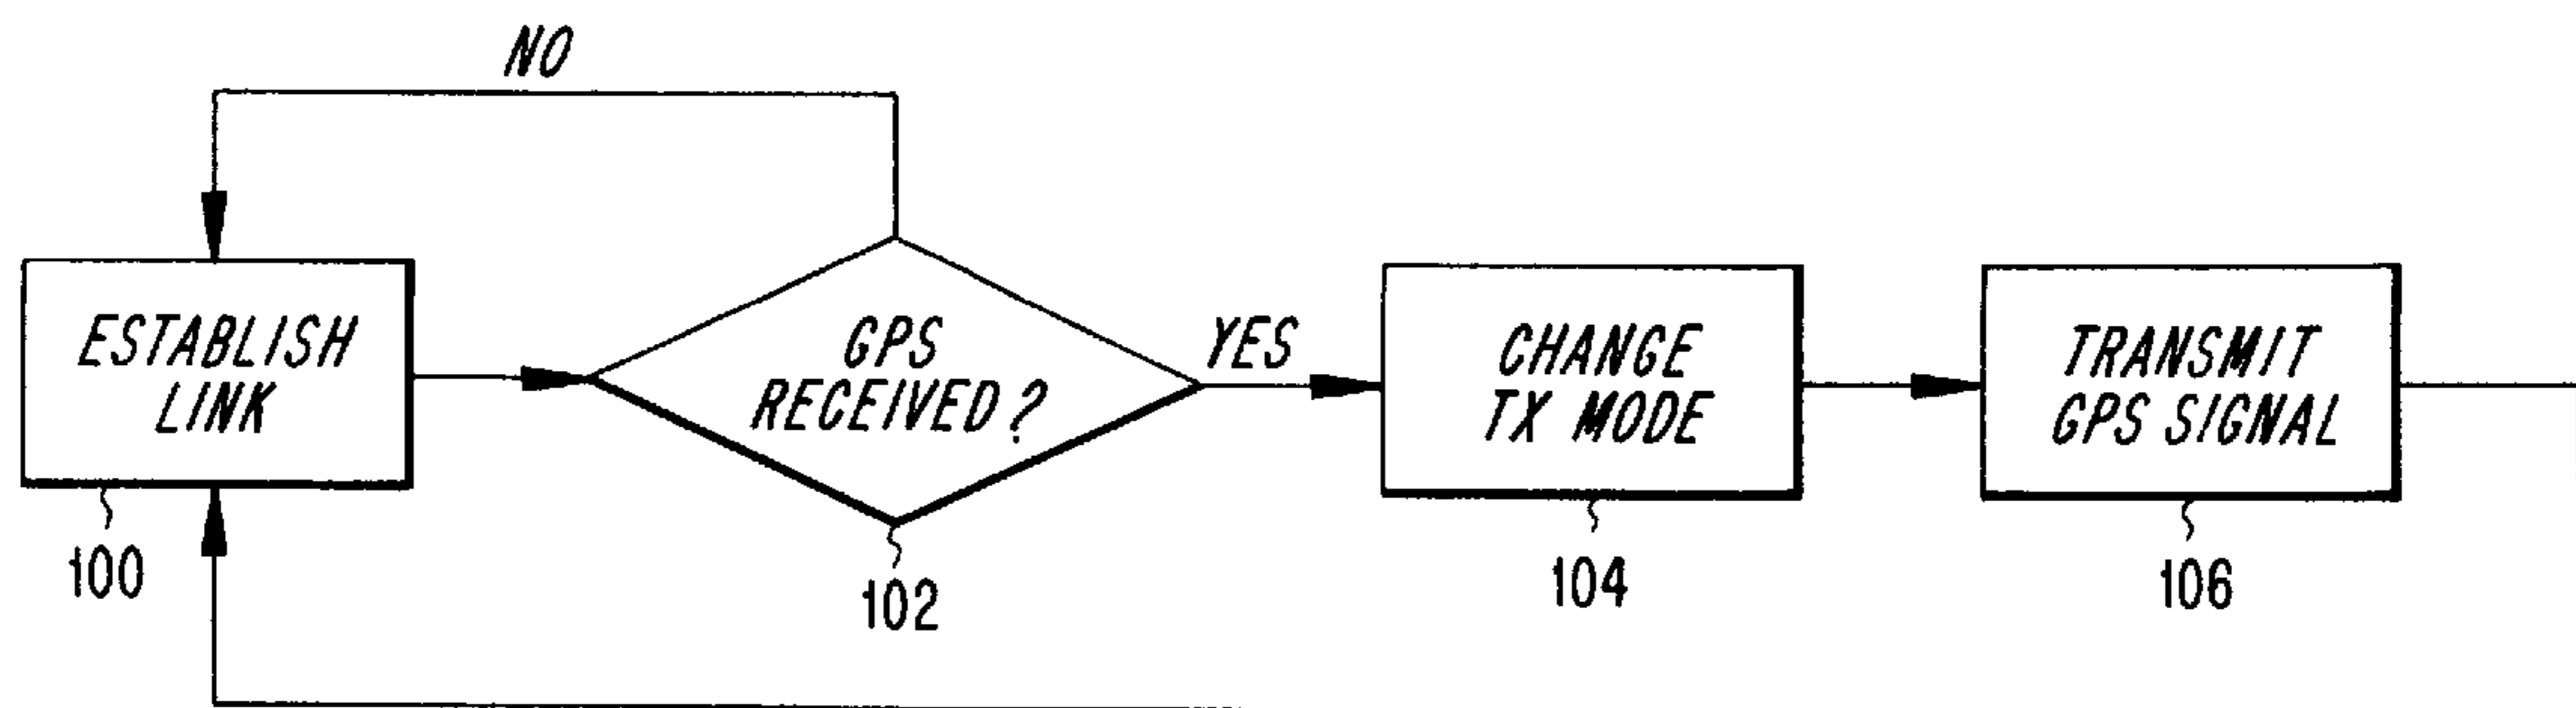 NO
ESTABLISH
LINK
100
GPS
RECEIVED?
102
YES
CHANGE
TX MODE
104
TRANSMIT
GPS SIGNAL
106